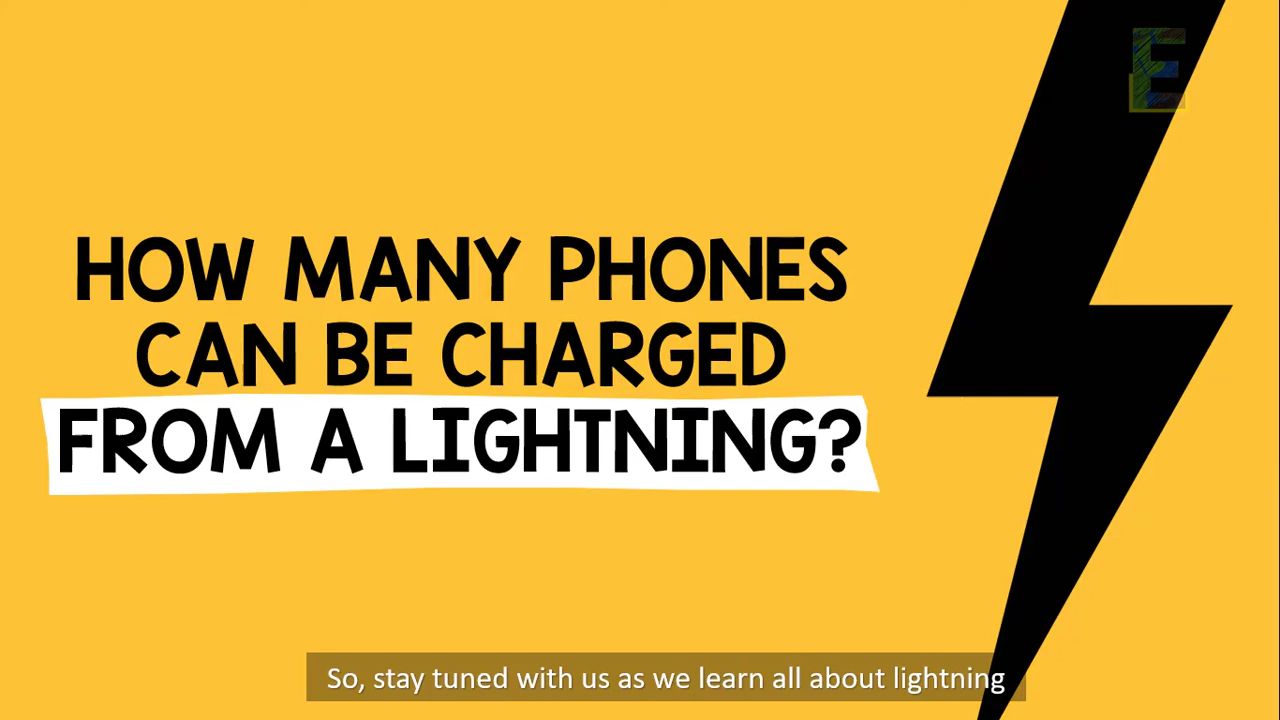 E
HOW MANY PHONES
CAN BE CHARGED
FROM A LIGHTNING?
So, stay tuned with us as we learn all about lightning